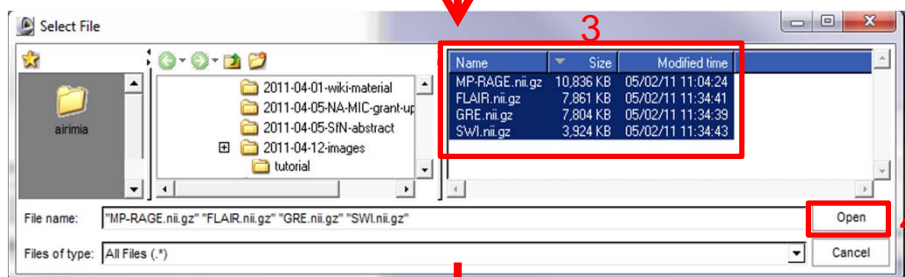 Select File
3
airimia
2011-04-01-wiki-material
2011-04-05-NA-MIC-grant-up
2011-04-05-SfN-abstract
2011-04-12-images
tutorial
Name Size Modified time
MP-RAGE.nii.gz 10,836 KB 05/02/11 11:04:24
FLAIR.nii.gz 7,861 KB 05/02/11 11:34:41
GRE.nii.gz 7,804 KB 05/02/11 11:34:39
SWI.nii.gz 3,924 KB 05/02/11 11:34:43
File name: "MP-RAGE.nii.gz" "FLAIR.nii.gz" "GRE.nii.gz" "SWI.nii.gz" Open
Files of type: All Files (.*) Cancel